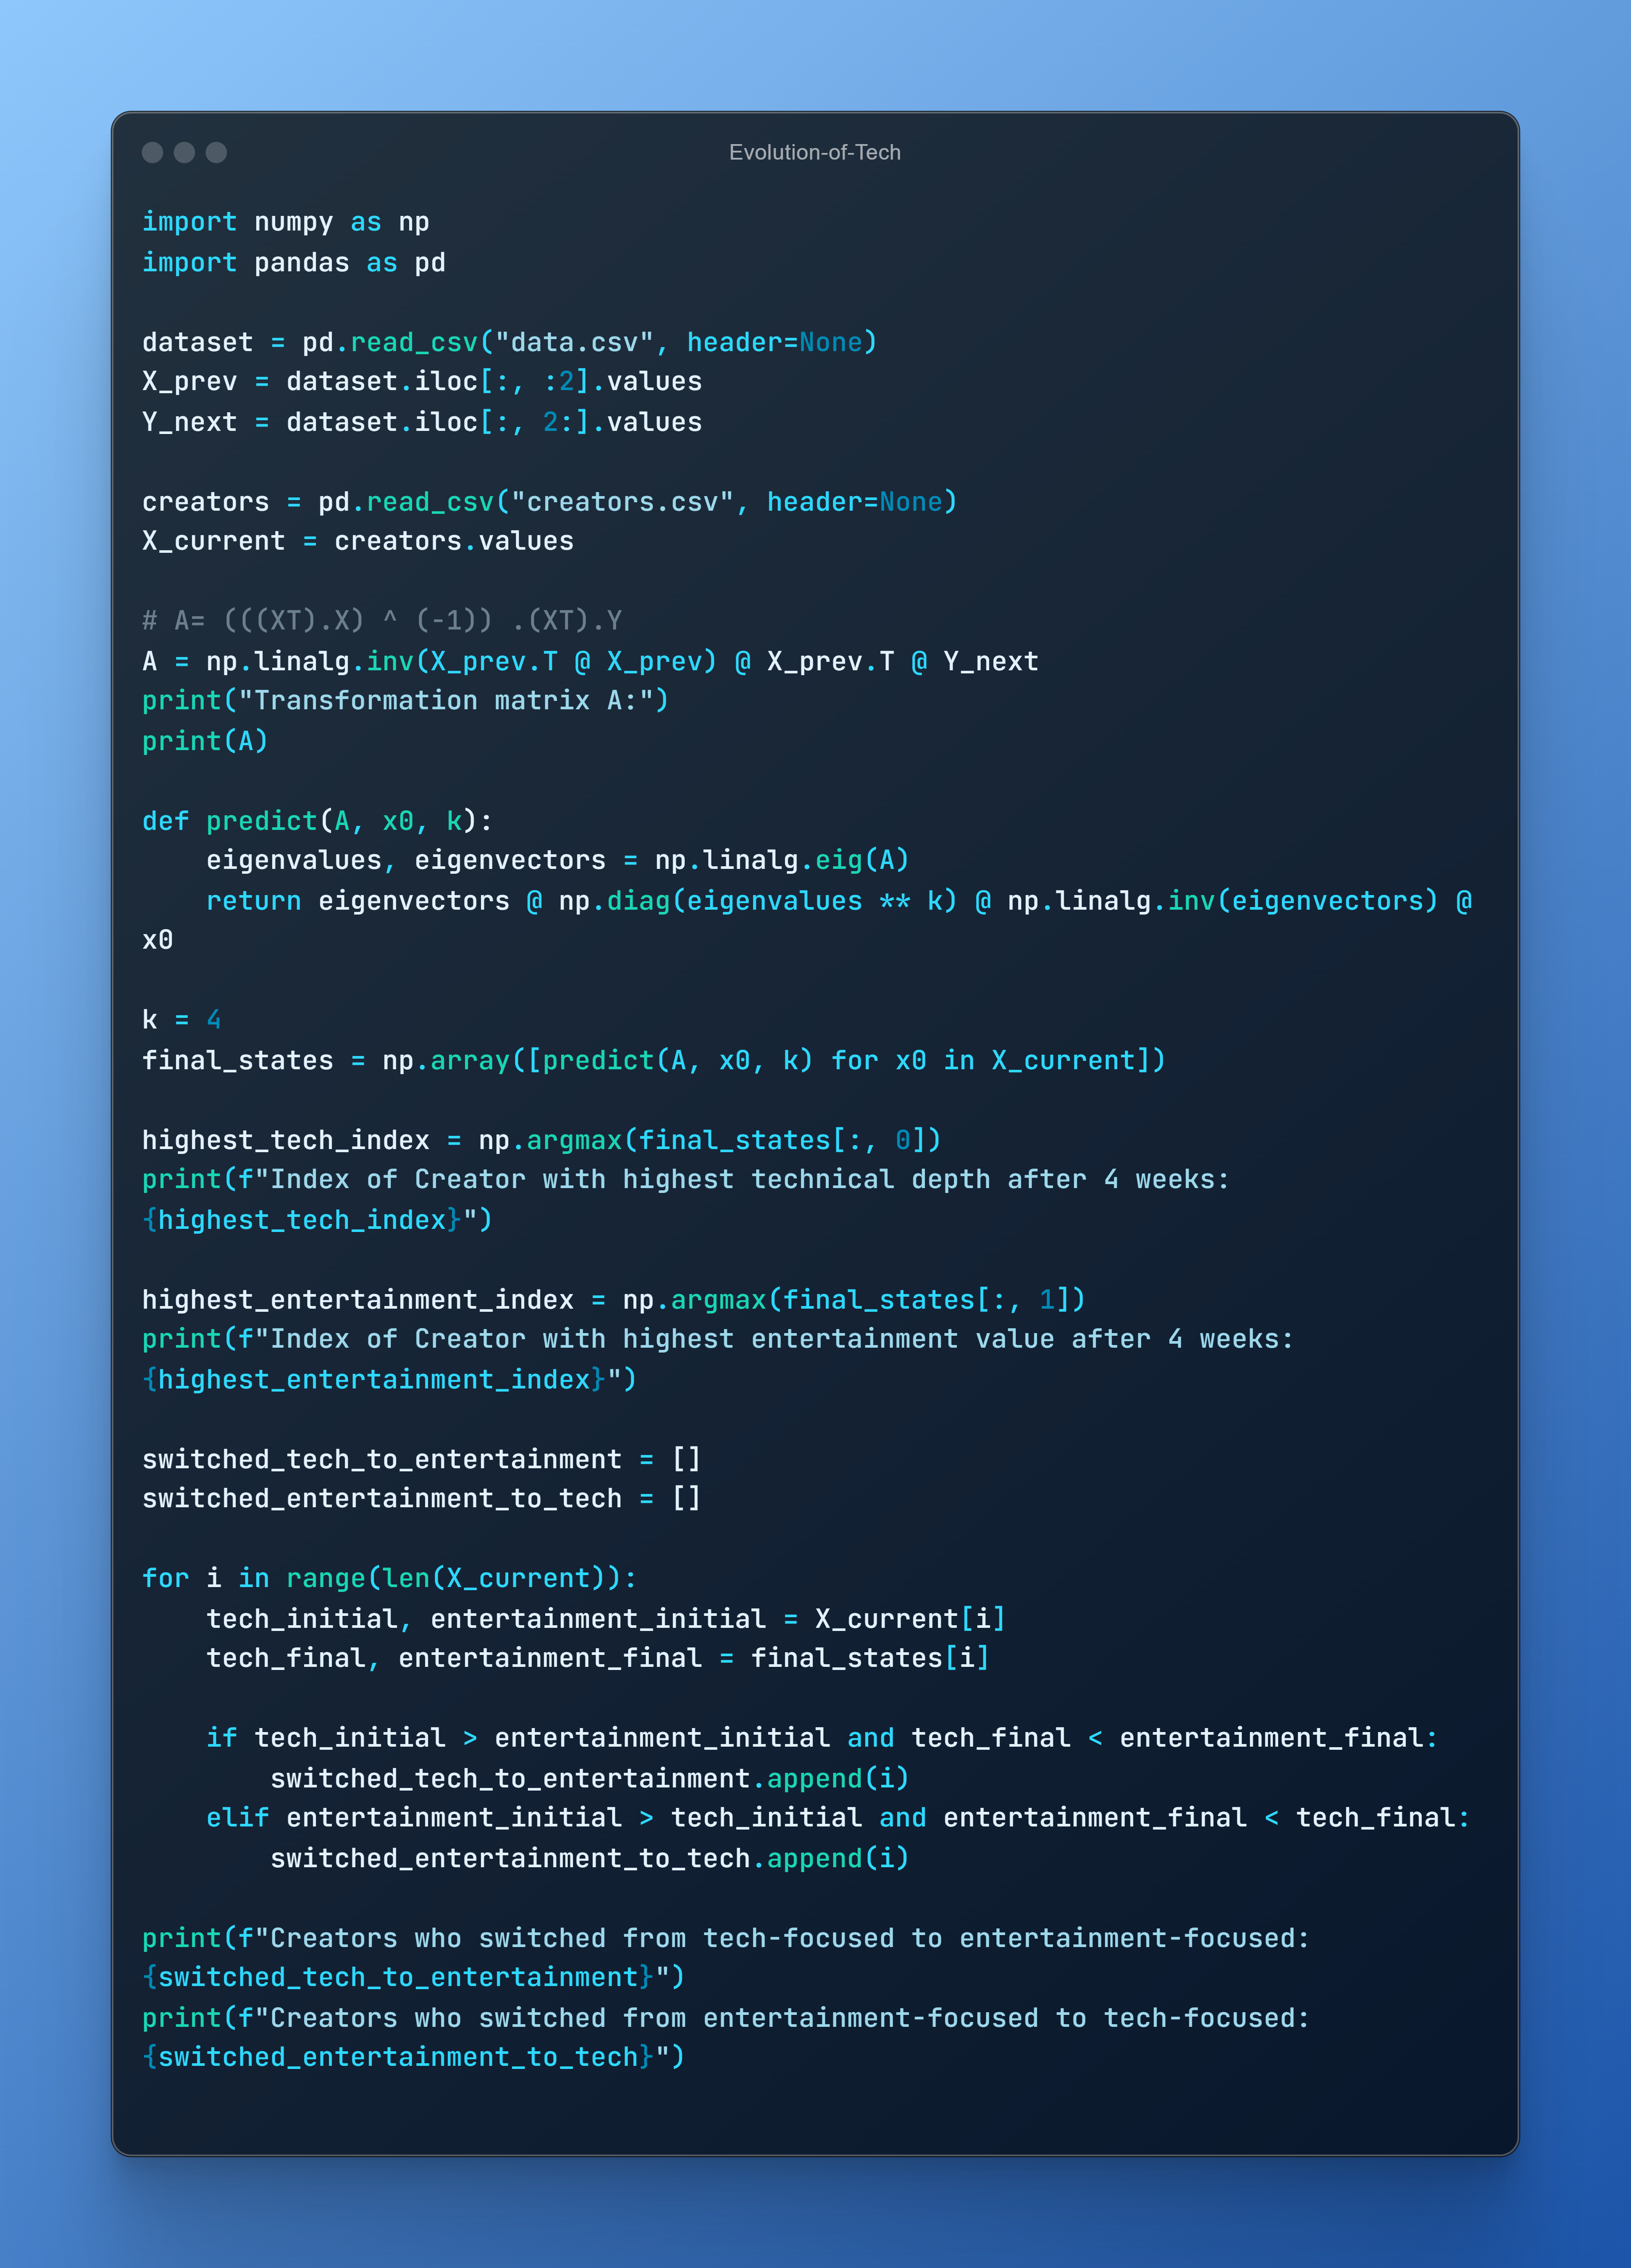 Evolution-of-Tech
import numpy as np
import pandas as pd
dataset = pd.read_csv("data.csv", header=None)
X_prev = dataset.iloc[:, :2].values
Y_next = dataset.iloc[:, 2:].values
creators = pd.read_csv("creators.csv", header=None)
X_current = creators.values
# A= (((XT).X) ^ (-1)) .(XT).Y
A = np.linalg.inv(X_prev.T @ X_prev) @ X_prev.T @ Y_next
print("Transformation matrix A:")
print(A)
def predict(A, x0, k):
    eigenvalues, eigenvectors = np.linalg.eig(A)
    return eigenvectors @ np.diag(eigenvalues ** k) @ np.linalg.inv(eigenvectors) @
x0
k = 4
final_states = np.array([predict(A, x0, k) for x0 in X_current])
highest_tech_index = np.argmax(final_states[:, 0])
print(f"Index of Creator with highest technical depth after 4 weeks:
{highest_tech_index}")
highest_entertainment_index = np.argmax(final_states[:, 1])
print(f"Index of Creator with highest entertainment value after 4 weeks:
{highest_entertainment_index}")
switched_tech_to_entertainment = []
switched_entertainment_to_tech = []
for i in range(len(X_current)):
    tech_initial, entertainment_initial = X_current[i]
    tech_final, entertainment_final = final_states[i]
    if tech_initial > entertainment_initial and tech_final < entertainment_final:
        switched_tech_to_entertainment.append(i)
    elif entertainment_initial > tech_initial and entertainment_final < tech_final:
        switched_entertainment_to_tech.append(i)
print(f"Creators who switched from tech-focused to entertainment-focused:
{switched_tech_to_entertainment}")
print(f"Creators who switched from entertainment-focused to tech-focused:
{switched_entertainment_to_tech}")